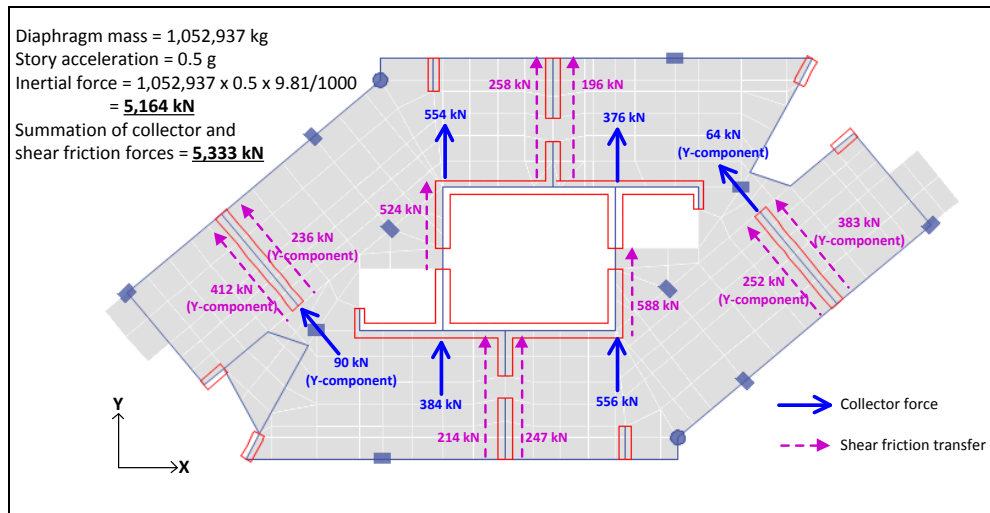 Diaphragm mass = 1,052,937 kg
Story acceleration = 0.5 g
Inertial force = 1,052,937 x 0.5 x 9.81/1000
= 5,164 kN
Summation of collector and
shear friction forces = 5,333 kN
258 kN
196 kN
554 kN
376 kN
64 kN
(Y-component)
524 kN
236 kN
(Y-component)
412 kN
(Y-component)
383 kN
(Y-component)
252 kN
(Y-component)
588 kN
90 kN
(Y-component)
384 kN
556 kN
214 kN
247 kN
Y
X
Collector force
Shear friction transfer